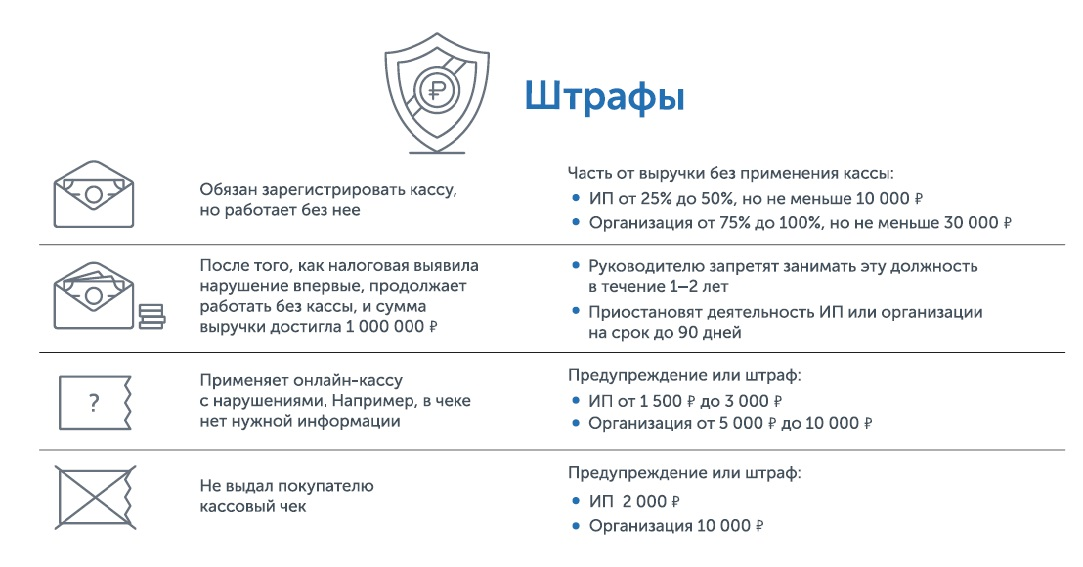 Штрафы
Обязан зарегистрировать кассу,
но работает без нее
Часть от выручки без применения кассы:
• ИП от 25% до 50%, но не меньше 10 000 ₽
• Организация от 75% до 100%, но не меньше 30 000 ₽
После того, как налоговая выявила
нарушение впервые, продолжает
работать без кассы, и сумма
выручки достигла 1 000 000 ₽
• Руководителю запретят занимать эту должность
в течение 1–2 лет
• Приостановят деятельность ИП или организации
на срок до 90 дней
?
Применяет онлайн-кассу
с нарушениями. Например, в чеке
нет нужной информации
Предупреждение или штраф:
• ИП от 1 500 ₽ до 3 000 ₽
• Организация от 5 000 ₽ до 10 000 ₽
Не выдал покупателю
кассовый чек
Предупреждение или штраф:
• ИП 2 000 ₽
• Организация 10 000 ₽